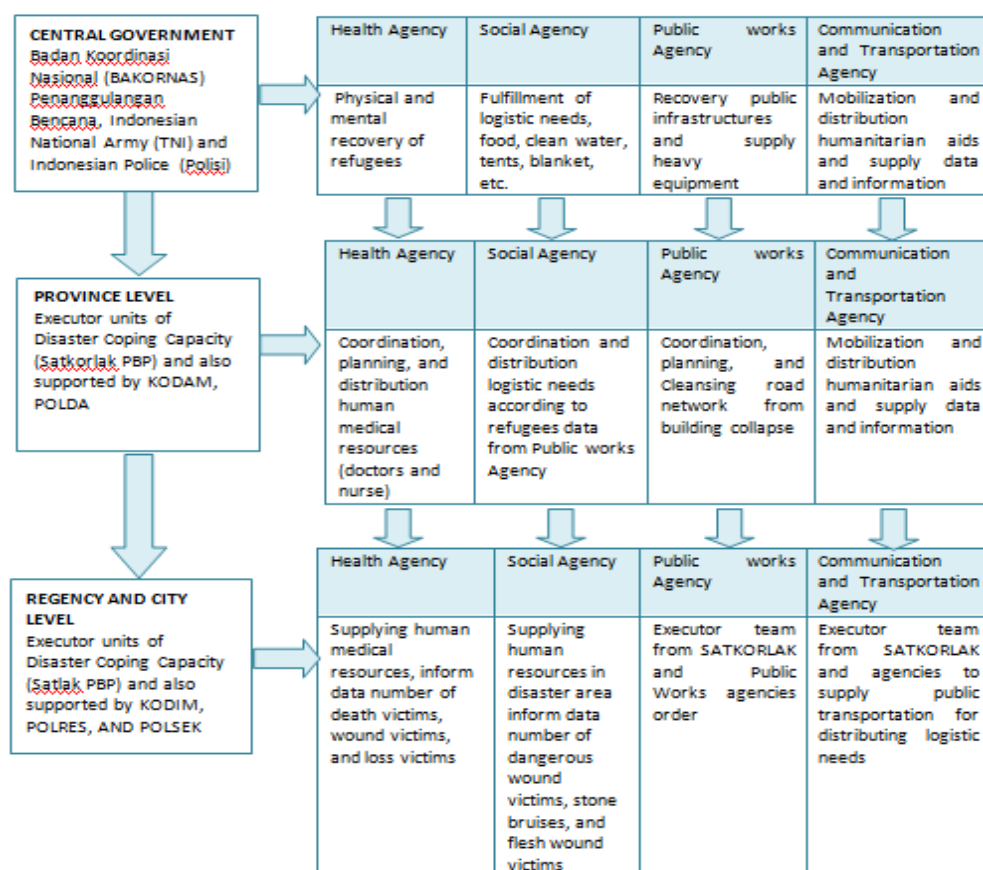 CENTRAL GOVERNMENT
Badan Koordinasi
Nasional (BAKORNAS)
Penanggulangan
Bencana, Indonesian
National Army (TNI) and
Indonesian Police (Polisi)
Health Agency
Social Agency
Public works
Agency
Communication
and Transportation
Agency
Physical and
mental
recovery of
refugees
Fulfillment of
logistic needs,
food, clean water,
tents, blanket,
etc.
Recovery public
infrastructures
and supply
heavy
equipment
Mobilization and
distribution
humanitarian aids
and supply data
and information
PROVINCE LEVEL
Executor units of
Disaster Coping Capacity
(Satkorlak PBP) and also
supported by KODAM,
POLDA
Health Agency
Social Agency
Public works
Agency
Communication
and
Transportation
Agency
Coordination,
planning, and
distribution
human
medical
resources
(doctors and
nurse)
Coordination and
distribution
logistic needs
according to
refugees data
from Public works
Agency
Coordination,
planning, and
Cleansing road
network from
building collapse
Mobilization and
distribution
humanitarian aids
and supply data
and information
REGENCY AND CITY
LEVEL
Executor units of
Disaster Coping Capacity
(Satlak PBP) and also
supported by KODIM,
POLRES, AND POLSEK
Health Agency
Social Agency
Public works
Agency
Communication
and Transportation
Agency
Supplying human
medical
resources, inform
data number of
death victims,
wound victims,
and loss victims
Supplying
human
resources in
disaster area
inform data
number of
dangerous
wound
victims, stone
bruises, and
flesh wound
victims
Executor team
from SATKORLAK
and Public
Works agencies
order
Executor team
from SATKORLAK
and agencies to
supply public
transportation for
distributing logistic
needs